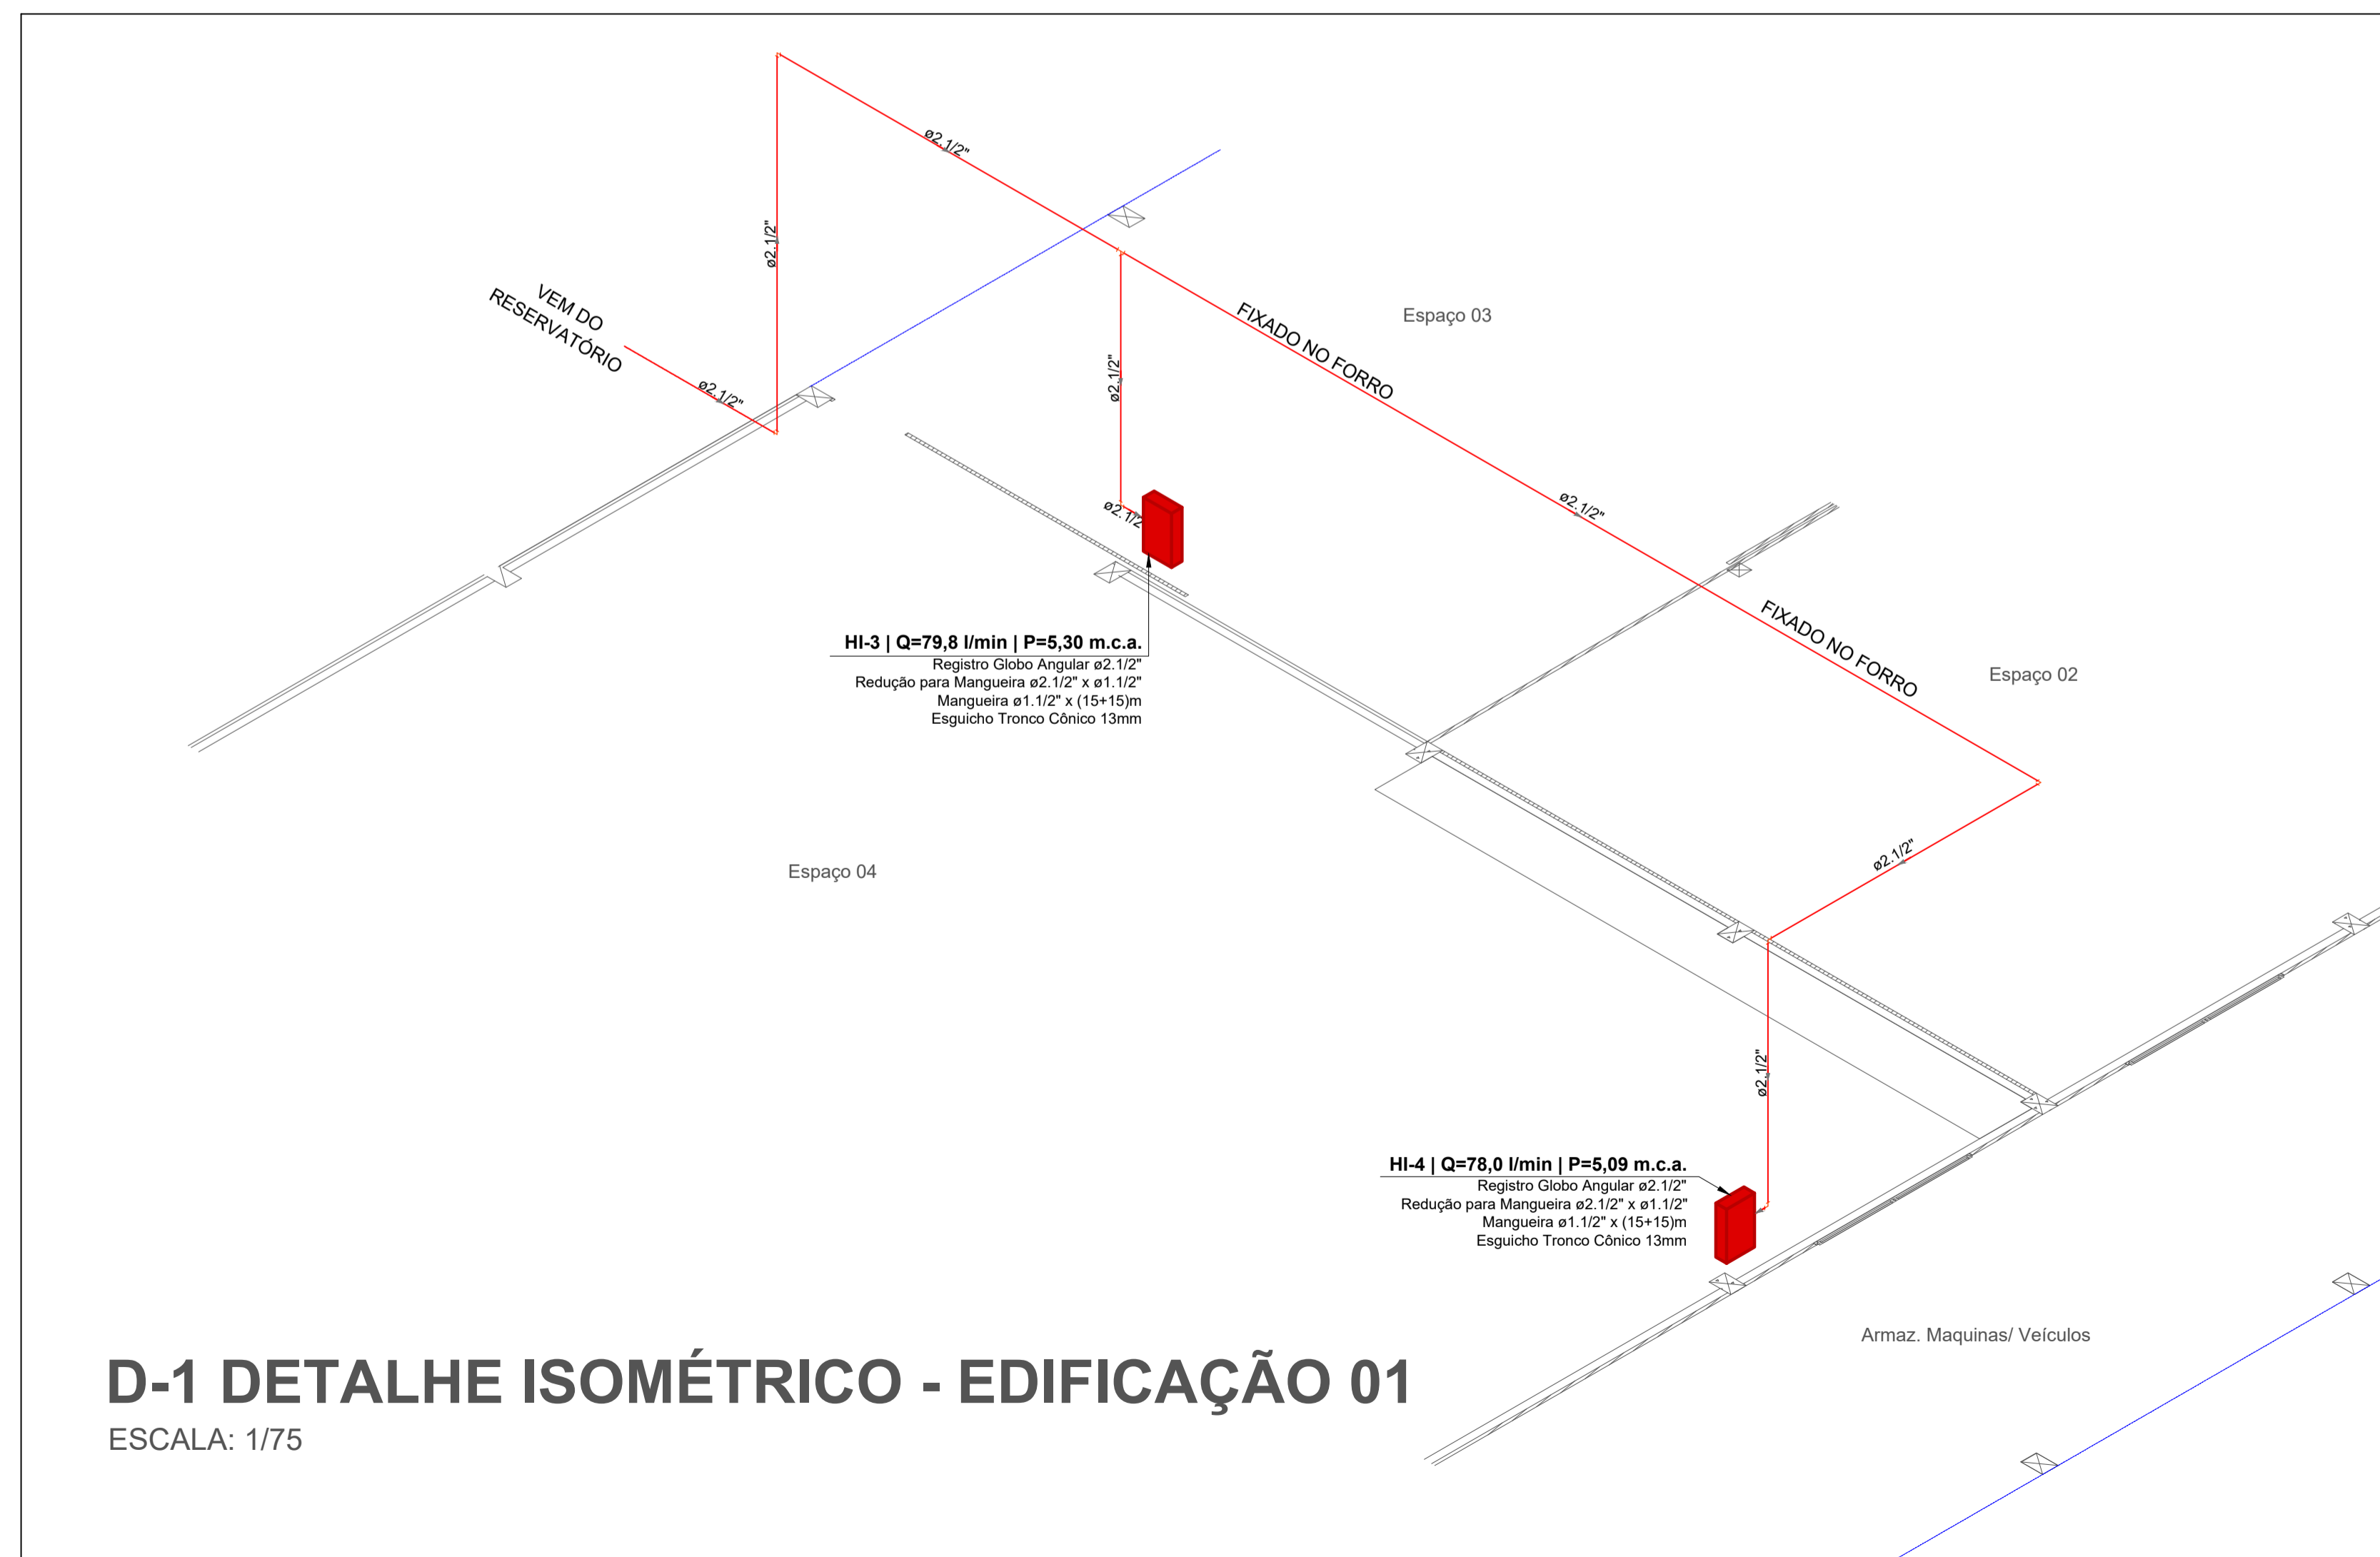 ø2.1/2"
ø2.1/2"
VEM DO
RESERVATÓRIO
ø2.1/2"
ø2.1/2"
ø2.1/2
FIXADO NO FORRO
Espaço 03
ø2.1/2"
FIXADO NO FORRO
Espaço 02
HI-3 | Q=79,8 l/min | P=5,30 m.c.a.
Registro Globo Angular ø2.1/2"
Redução para Mangueira ø2.1/2" x ø1.1/2"
Mangueira ø1.1/2" x (15+15)m
Esguicho Tronco Cônico 13mm
Espaço 04
ø2.1/2"
ø2.1/2"
HI-4 | Q=78,0 l/min | P=5,09 m.c.a.
Registro Globo Angular ø2.1/2"
Redução para Mangueira ø2.1/2" x ø1.1/2"
Mangueira ø1.1/2" x (15+15)m
Esguicho Tronco Cônico 13mm
Armaz. Maquinas/ Veículos
D-1 DETALHE ISOMÉTRICO - EDIFICAÇÃO 01
ESCALA: 1/75